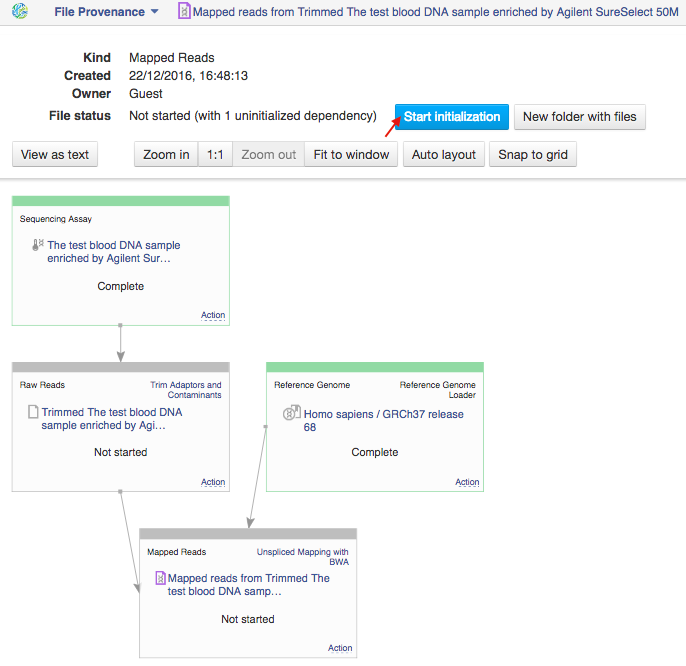 File Provenance
Mapped reads from Trimmed The test blood DNA sample enriched by Agilent SureSelect 50M
Kind Mapped Reads
Created 22/12/2016, 16:48:13
Owner Guest
File status Not started (with 1 uninitialized dependency) Start initialization New folder with files
View as text Zoom in 1:1 Zoom out Fit to window Auto layout Snap to grid
Sequencing Assay
The test blood DNA sample
enriched by Agilent Sur…
Complete
Action
Raw Reads Trim Adaptors and
Contaminants
Trimmed The test blood DNA
sample enriched by Agi…
Not started
Action
Reference Genome Reference Genome
Loader
Homo sapiens / GRCh37 release
68
Complete
Action
Mapped Reads Unspliced Mapping with
BWA
Mapped reads from Trimmed The
test blood DNA samp…
Not started
Action